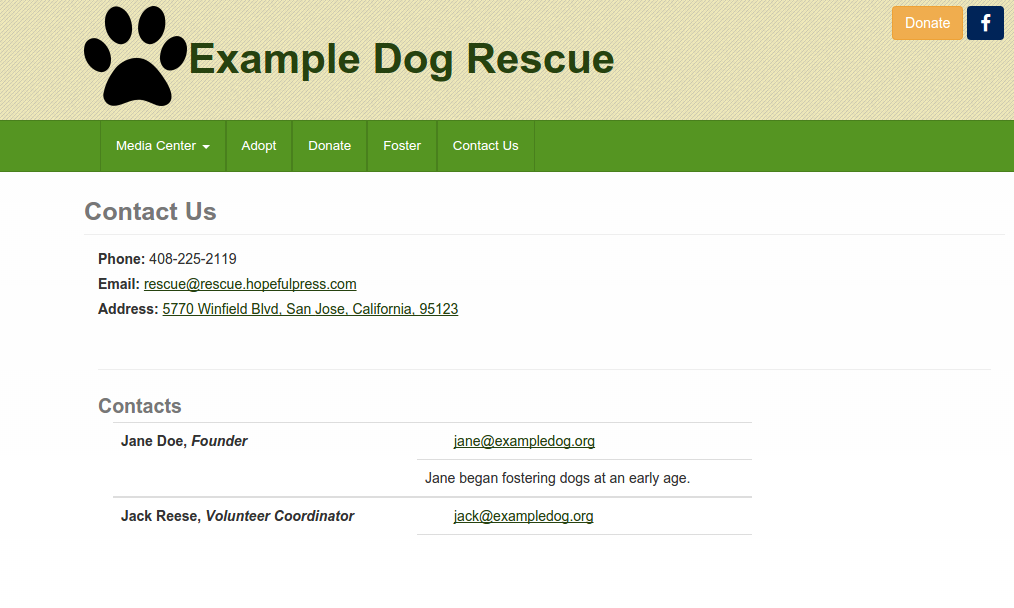 Donate
Example Dog Rescue
Media Center Adopt Donate Foster Contact Us
Contact Us
Phone: 408-225-2119
Email: rescue@rescue.hopefulpress.com
Address: 5770 Winfield Blvd, San Jose, California, 95123
Contacts
Jane Doe, Founder jane@exampledog.org
Jane began fostering dogs at an early age.
Jack Reese, Volunteer Coordinator jack@exampledog.org